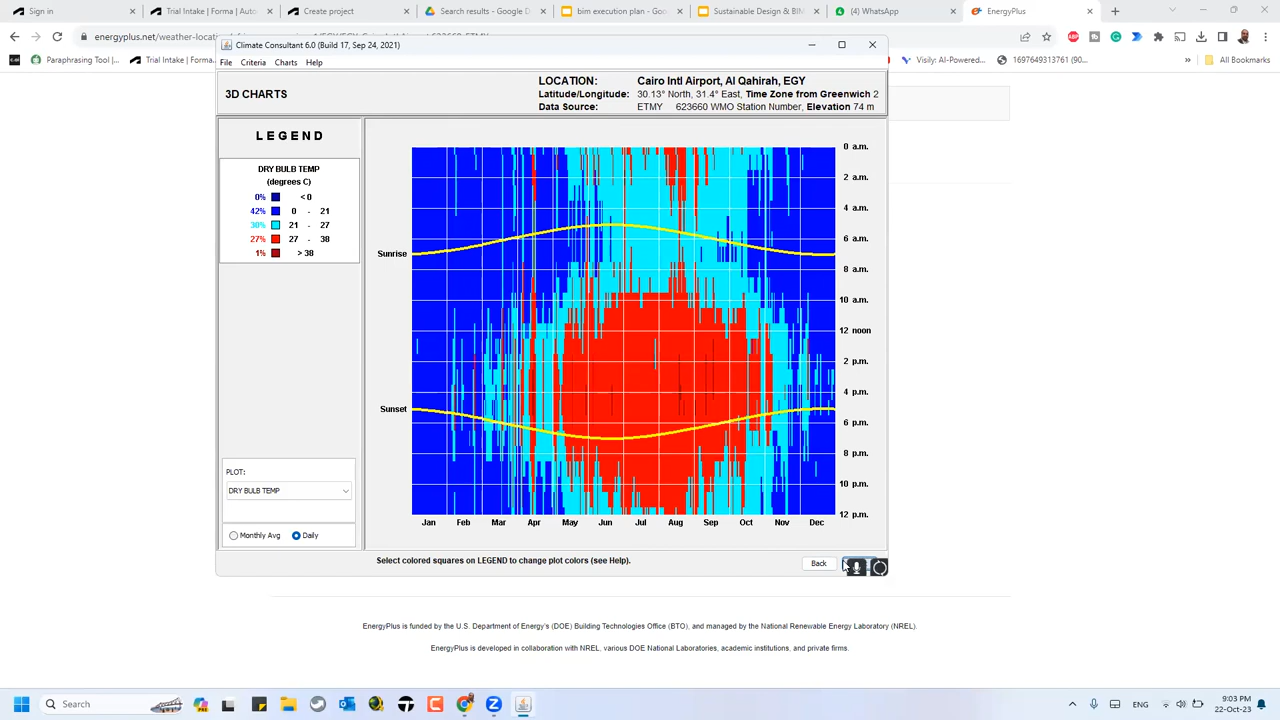 Sign in
Trial Intake | Forma | Autod
Create project
Search results - Google D
bim execution plan - Goo
Sustainable Design & BIM
(4) WhatsApp
EnergyPlus
energyplus.net/weather-locat
Paraphrasing Tool |...
Trial Intake | Forma...
1697649313761 (90...
Visily: AI-Powered...
»
All Bookmarks
Climate Consultant 6.0 (Build 17, Sep 24, 2021)
File Criteria Charts Help
3D CHARTS
LOCATION: Cairo Intl Airport, Al Qahirah, EGY
Latitude/Longitude: 30.13° North, 31.4° East, Time Zone from Greenwich 2
Data Source: ETMY 623660 WMO Station Number, Elevation 74 m
LEGEND
DRY BULB TEMP
(degrees C)
0% < 0
42% 0 - 21
30% 21 - 27
27% 27 - 38
1% > 38
PLOT:
DRY BULB TEMP
Monthly Avg Daily
Sunrise
Sunset
0 a.m.
2 a.m.
4 a.m.
6 a.m.
8 a.m.
10 a.m.
12 noon
2 p.m.
4 p.m.
6 p.m.
8 p.m.
10 p.m.
12 p.m.
Jan Feb Mar Apr May Jun Jul Aug Sep Oct Nov Dec
Select colored squares on LEGEND to change plot colors (see Help).
Back
EnergyPlus is funded by the U.S. Department of Energy's (DOE) Building Technologies Office (BTO), and managed by the National Renewable Energy Laboratory (NREL).
EnergyPlus is developed in collaboration with NREL, various DOE National Laboratories, academic institutions, and private firms.
Search
ENG
9:03 PM
22-Oct-23